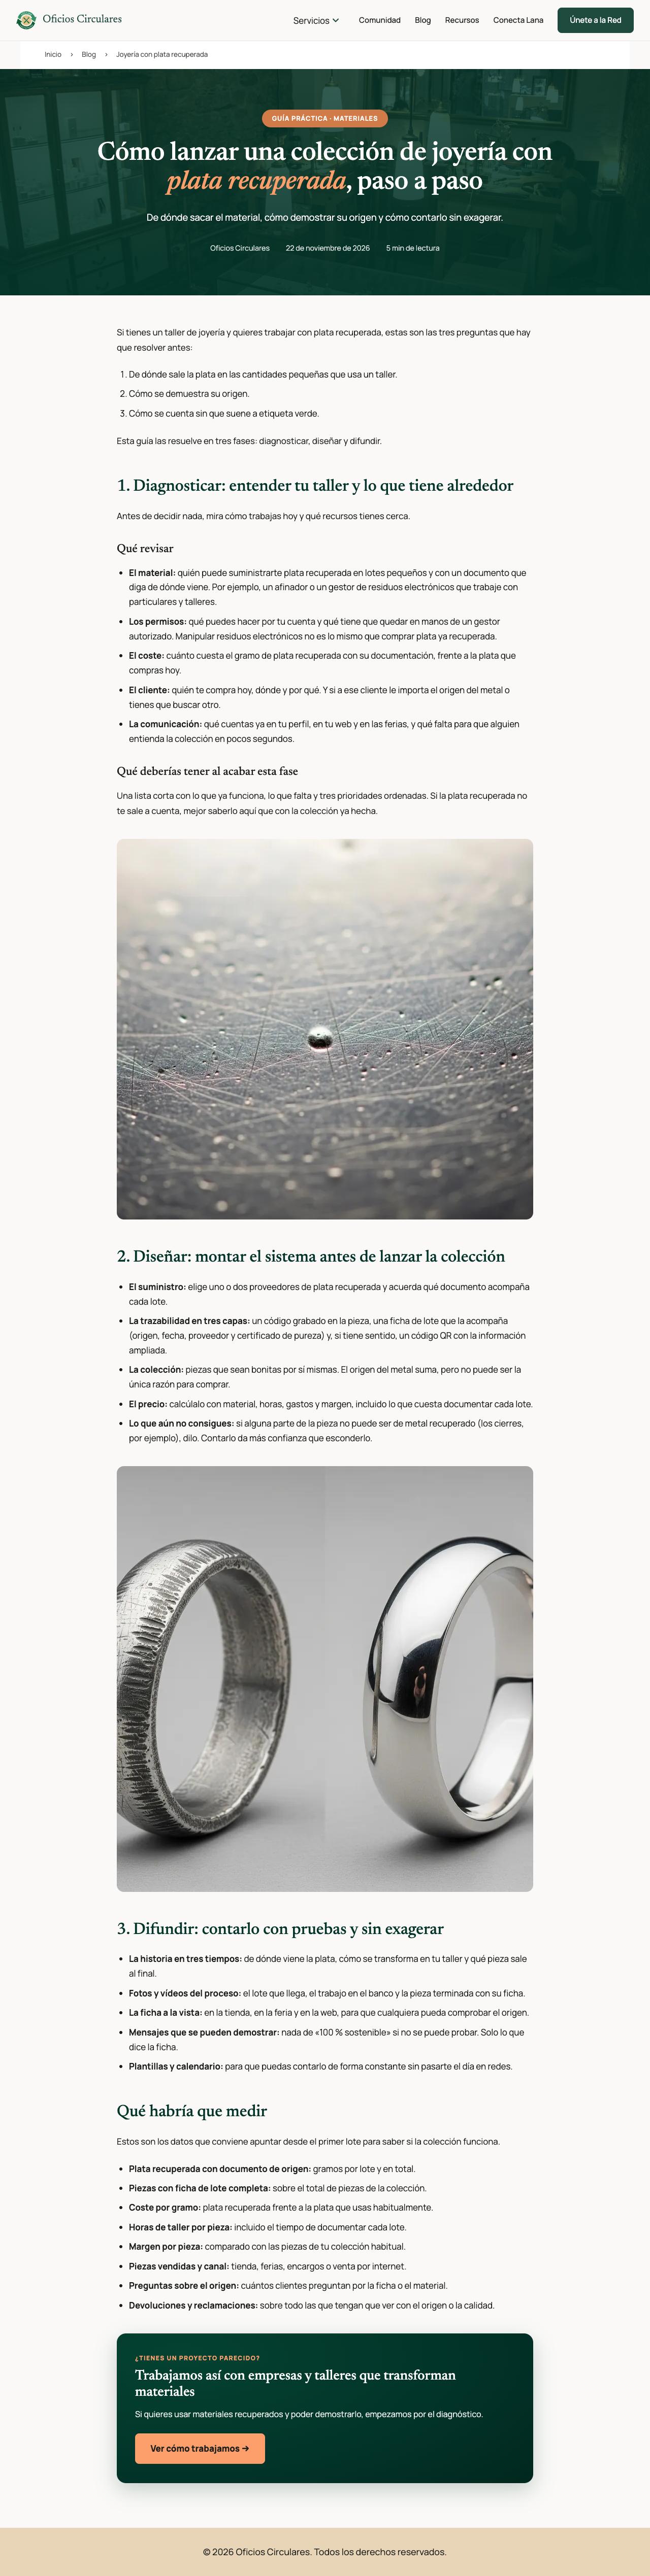 Oficios Circulares
Servicios
Comunidad
Blog
Recursos
Conecta Lana
Únete a la Red
Inicio › Blog › Joyería con plata recuperada
GUÍA PRÁCTICA · MATERIALES
Cómo lanzar una colección de joyería con
plata recuperada, paso a paso
De dónde sacar el material, cómo demostrar su origen y cómo contarlo sin exagerar.
Oficios Circulares
22 de noviembre de 2026
5 min de lectura
Si tienes un taller de joyería y quieres trabajar con plata recuperada, estas son las tres preguntas que hay
que resolver antes:
1. De dónde sale la plata en las cantidades pequeñas que usa un taller.
2. Cómo se demuestra su origen.
3. Cómo se cuenta sin que suene a etiqueta verde.
Esta guía las resuelve en tres fases: diagnosticar, diseñar y difundir.
1. Diagnosticar: entender tu taller y lo que tiene alrededor
Antes de decidir nada, mira cómo trabajas hoy y qué recursos tienes cerca.
Qué revisar
• El material: quién puede suministrarte plata recuperada en lotes pequeños y con un documento que
diga de dónde viene. Por ejemplo, un afinador o un gestor de residuos electrónicos que trabaje con
particulares y talleres.
• Los permisos: qué puedes hacer por tu cuenta y qué tiene que quedar en manos de un gestor
autorizado. Manipular residuos electrónicos no es lo mismo que comprar plata ya recuperada.
• El coste: cuánto cuesta el gramo de plata recuperada con su documentación, frente a la plata que
compras hoy.
• El cliente: quién te compra hoy, dónde y por qué. Y si a ese cliente le importa el origen del metal o
tienes que buscar otro.
• La comunicación: qué cuentas ya en tu perfil, en tu web y en las ferias, y qué falta para que alguien
entienda la colección en pocos segundos.
Qué deberías tener al acabar esta fase
Una lista corta con lo que ya funciona, lo que falta y tres prioridades ordenadas. Si la plata recuperada no
te sale a cuenta, mejor saberlo aquí que con la colección ya hecha.
2. Diseñar: montar el sistema antes de lanzar la colección
• El suministro: elige uno o dos proveedores de plata recuperada y acuerda qué documento acompaña
cada lote.
• La trazabilidad en tres capas: un código grabado en la pieza, una ficha de lote que la acompaña
(origen, fecha, proveedor y certificado de pureza) y, si tiene sentido, un código QR con la información
ampliada.
• La colección: piezas que sean bonitas por sí mismas. El origen del metal suma, pero no puede ser la
única razón para comprar.
• El precio: calcúlalo con material, horas, gastos y margen, incluido lo que cuesta documentar cada lote.
• Lo que aún no consigues: si alguna parte de la pieza no puede ser de metal recuperado (los cierres,
por ejemplo), dilo. Contarlo da más confianza que esconderlo.
3. Difundir: contarlo con pruebas y sin exagerar
• La historia en tres tiempos: de dónde viene la plata, cómo se transforma en tu taller y qué pieza sale
al final.
• Fotos y vídeos del proceso: el lote que llega, el trabajo en el banco y la pieza terminada con su ficha.
• La ficha a la vista: en la tienda, en la feria y en la web, para que cualquiera pueda comprobar el origen.
• Mensajes que se pueden demostrar: nada de «100 % sostenible» si no se puede probar. Solo lo que
dice la ficha.
• Plantillas y calendario: para que puedas contarlo de forma constante sin pasarte el día en redes.
Qué habría que medir
Estos son los datos que conviene apuntar desde el primer lote para saber si la colección funciona.
• Plata recuperada con documento de origen: gramos por lote y en total.
• Piezas con ficha de lote completa: sobre el total de piezas de la colección.
• Coste por gramo: plata recuperada frente a la plata que usas habitualmente.
• Horas de taller por pieza: incluido el tiempo de documentar cada lote.
• Margen por pieza: comparado con las piezas de tu colección habitual.
• Piezas vendidas y canal: tienda, ferias, encargos o venta por internet.
• Preguntas sobre el origen: cuántos clientes preguntan por la ficha o el material.
• Devoluciones y reclamaciones: sobre todo las que tengan que ver con el origen o la calidad.
¿TIENES UN PROYECTO PARECIDO?
Trabajamos así con empresas y talleres que transforman
materiales
Si quieres usar materiales recuperados y poder demostrarlo, empezamos por el diagnóstico.
Ver cómo trabajamos →
© 2026 Oficios Circulares. Todos los derechos reservados.